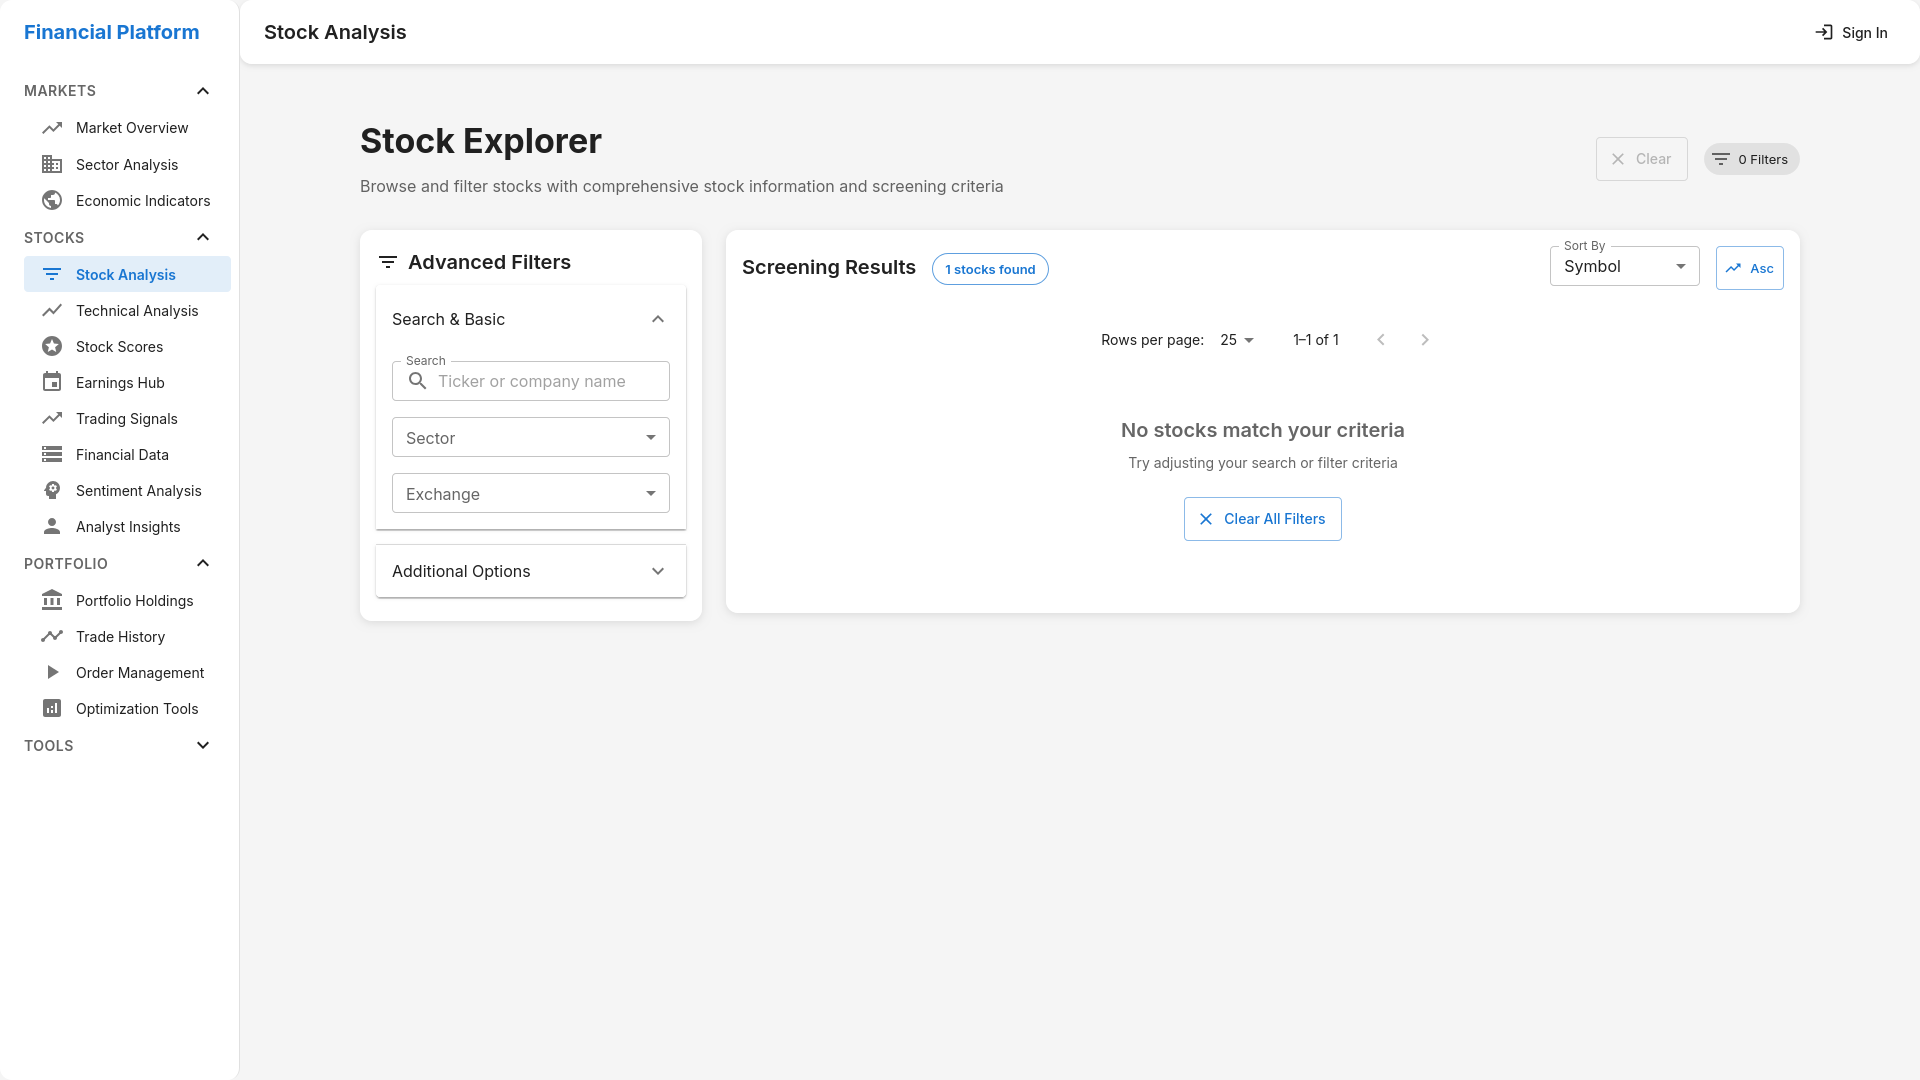 Financial Platform
MARKETS
Market Overview
Sector Analysis
Economic Indicators
STOCKS
Stock Analysis
Technical Analysis
Stock Scores
Earnings Hub
Trading Signals
Financial Data
Sentiment Analysis
Analyst Insights
PORTFOLIO
Portfolio Holdings
Trade History
Order Management
Optimization Tools
TOOLS
Stock Analysis
Sign In
Stock Explorer
Browse and filter stocks with comprehensive stock information and screening criteria
Clear
0 Filters
Advanced Filters
Search & Basic
Search
Ticker or company name
Sector
Exchange
Additional Options
Screening Results
1 stocks found
Sort By
Symbol
Asc
Rows per page: 25 1–1 of 1
No stocks match your criteria
Try adjusting your search or filter criteria
Clear All Filters